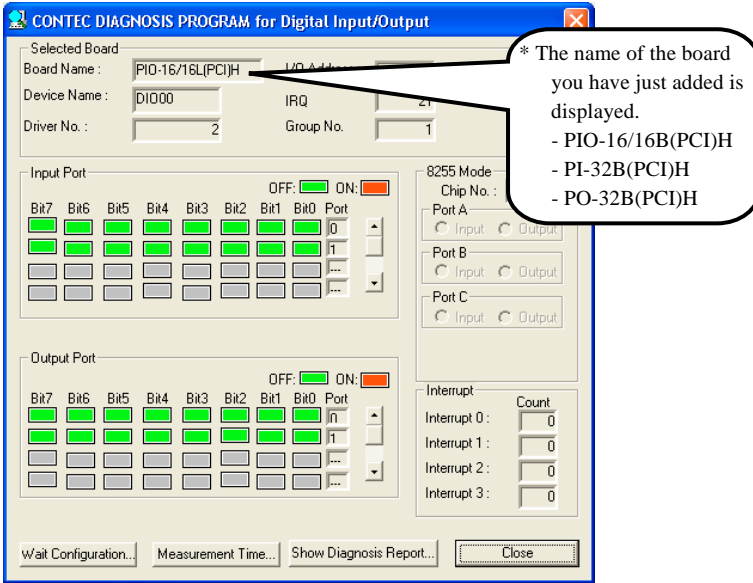 CONTEC DIAGNOSIS PROGRAM for Digital Input/Output
Selected Board
Board Name : PIO-16/16L(PCI)H
Device Name : DIO00 IRQ 21
Driver No. : 2 Group No. 1
* The name of the board
you have just added is
displayed.
- PIO-16/16B(PCI)H
- PI-32B(PCI)H
- PO-32B(PCI)H
Input Port
OFF: ON:
Bit7 Bit6 Bit5 Bit4 Bit3 Bit2 Bit1 Bit0 Port
0
1
---
---
8255 Mode
Chip No. :
Port A
Input Output
Port B
Input Output
Port C
Input Output
Output Port
OFF: ON:
Bit7 Bit6 Bit5 Bit4 Bit3 Bit2 Bit1 Bit0 Port
0
1
---
---
Interrupt
Count
Interrupt 0 : 0
Interrupt 1 : 0
Interrupt 2 : 0
Interrupt 3 : 0
Wait Configuration... Measurement Time... Show Diagnosis Report... Close